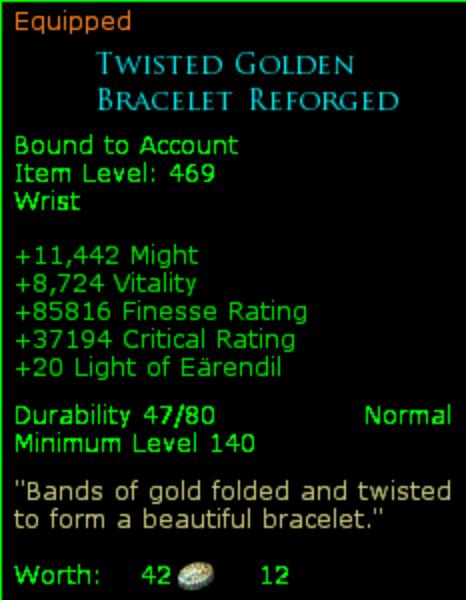 Equipped
Twisted Golden
Bracelet Reforged
Bound to Account
Item Level: 469
Wrist
+11,442 Might
+8,724 Vitality
+85816 Finesse Rating
+37194 Critical Rating
+20 Light of Eärendil
Durability 47/80 Normal
Minimum Level 140
"Bands of gold folded and twisted
to form a beautiful bracelet."
Worth: 42 12